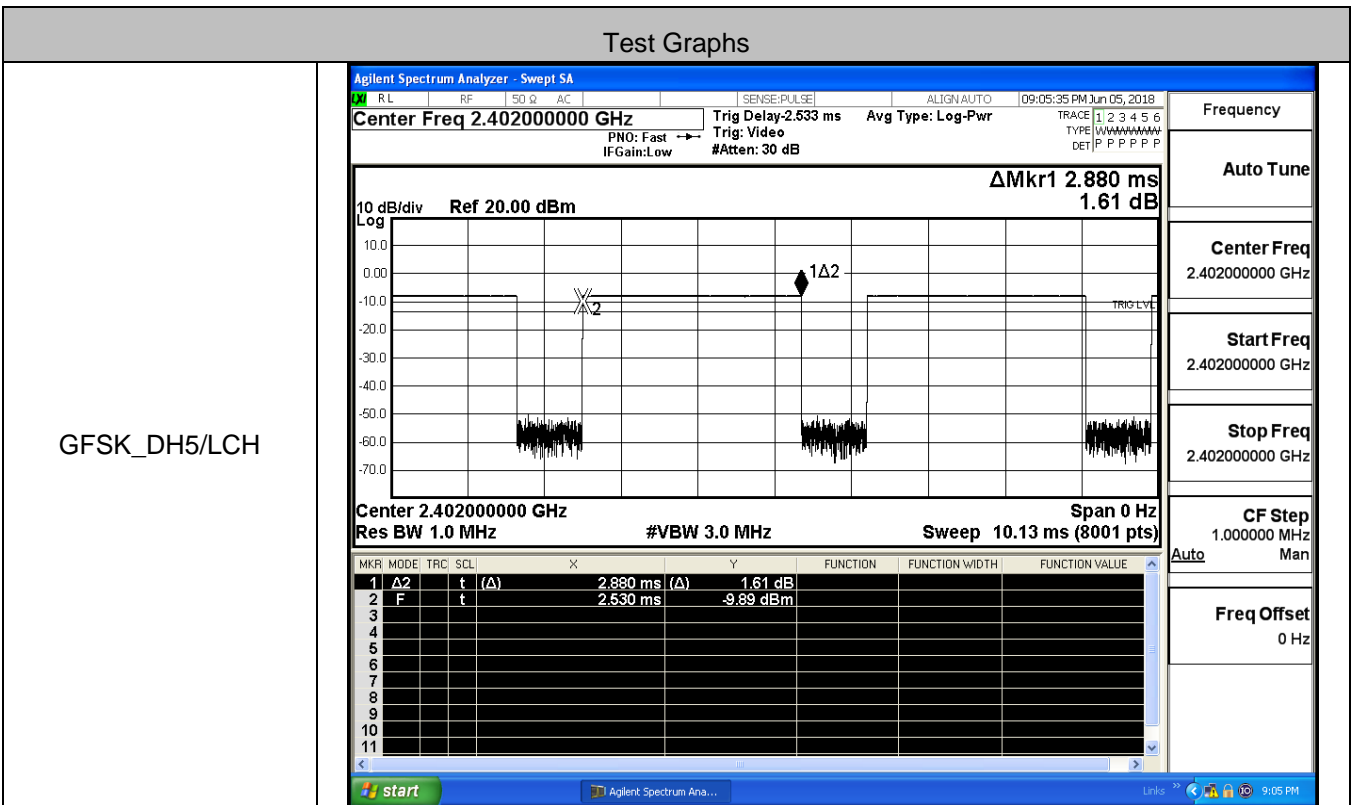 Test Graphs
GFSK_DH5/LCH
Agilent Spectrum Analyzer - Swept SA
LXI RL RF 50 Ω AC SENSE:PULSE ALIGN AUTO 09:05:35 PM Jun 05, 2018
Center Freq 2.402000000 GHz
PNO: Fast
IFGain:Low
Trig Delay-2.533 ms
Trig: Video
#Atten: 30 dB
Avg Type: Log-Pwr
TRACE 1 2 3 4 5 6
TYPE WWWWWW
DET P P P P P P
ΔMkr1 2.880 ms
1.61 dB
10 dB/div Ref 20.00 dBm
Log
10.0
0.00
-10.0
-20.0
-30.0
-40.0
-50.0
-60.0
-70.0
1Δ2
2
TRIG LVL
Center 2.402000000 GHz Span 0 Hz
Res BW 1.0 MHz #VBW 3.0 MHz Sweep 10.13 ms (8001 pts)
MKR MODE TRC SCL X Y FUNCTION FUNCTION WIDTH FUNCTION VALUE
1 Δ2 t (Δ) 2.880 ms (Δ) 1.61 dB
2 F t 2.530 ms -9.89 dBm
3
4
5
6
7
8
9
10
11
Frequency
Auto Tune
Center Freq
2.402000000 GHz
Start Freq
2.402000000 GHz
Stop Freq
2.402000000 GHz
CF Step
1.000000 MHz
Auto Man
Freq Offset
0 Hz
start Agilent Spectrum Ana... Links » 9:05 PM